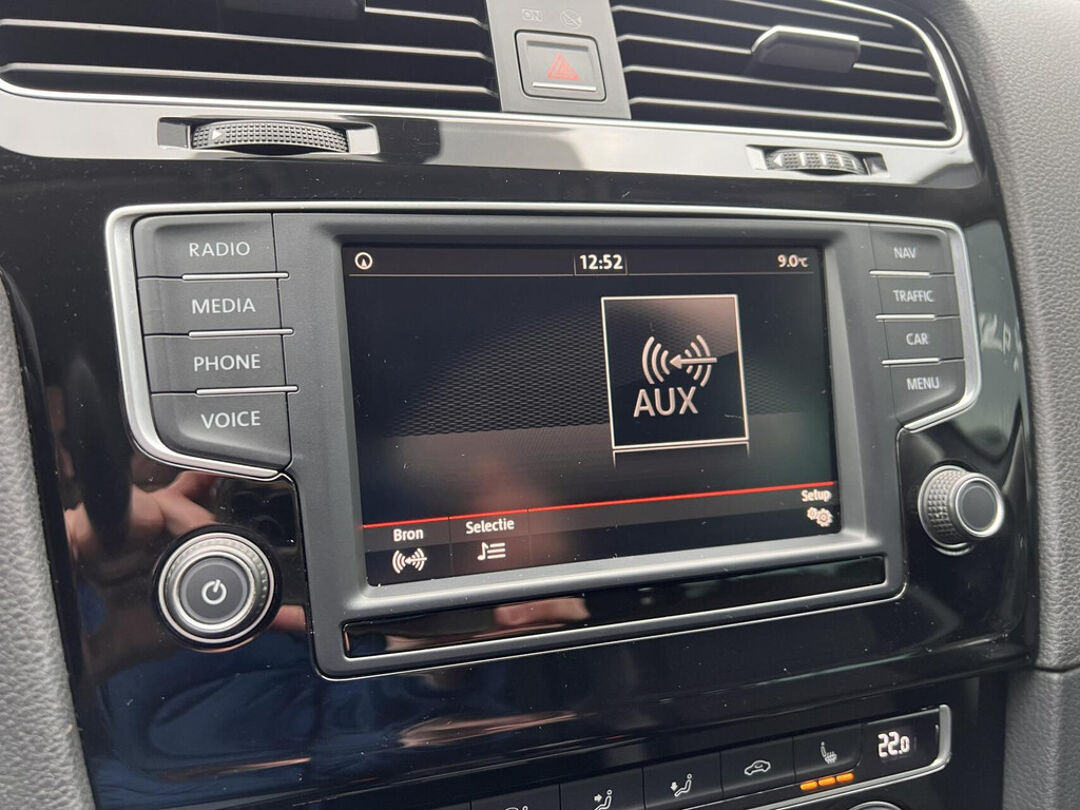 ON
RADIO
MEDIA
PHONE
VOICE
12:52
9.0°C
AUX
Bron
Selectie
Setup
NAV
TRAFFIC
CAR
MENU
22.0